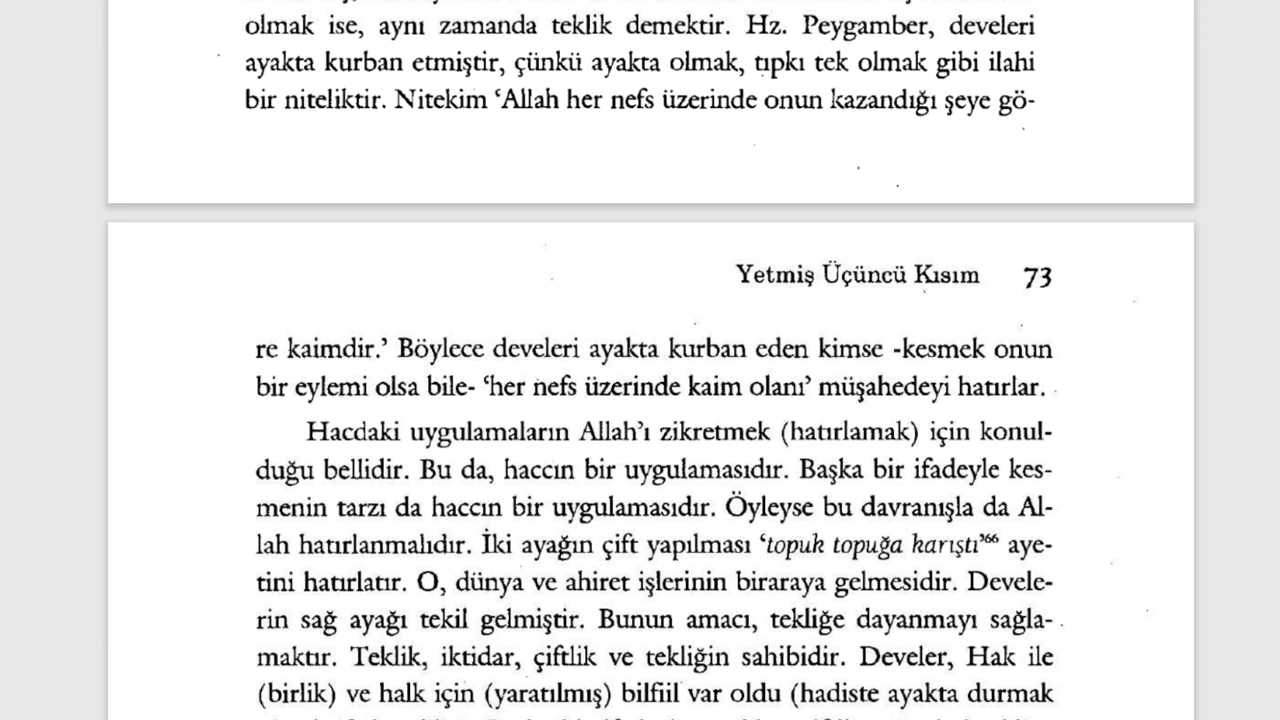 olmak ise, aynı zamanda teklik demektir. Hz. Peygamber, develeri
ayakta kurban etmiştir, çünkü ayakta olmak, tıpkı tek olmak gibi ilahi
bir niteliktir. Nitekim ‘Allah her nefs üzerinde onun kazandığı şeye gö-
Yetmiş Üçüncü Kısım 73
re kaimdir.’ Böylece develeri ayakta kurban eden kimse -kesmek onun
bir eylemi olsa bile- ‘her nefs üzerinde kaim olanı’ müşahedeyi hatırlar.
Hacdaki uygulamaların Allah’ı zikretmek (hatırlamak) için konul-
duğu bellidir. Bu da, haccın bir uygulamasıdır. Başka bir ifadeyle kes-
menin tarzı da haccın bir uygulamasıdır. Öyleyse bu davranışla da Al-
lah hatırlanmalıdır. İki ayağın çift yapılması ‘topuk topuğa karıştı’⁶⁶ aye-
tini hatırlatır. O, dünya ve ahiret işlerinin biraraya gelmesidir. Devele-
rin sağ ayağı tekil gelmiştir. Bunun amacı, tekliğe dayanmayı sağla-
maktır. Teklik, iktidar, çiftlik ve tekliğin sahibidir. Develer, Hak ile
(birlik) ve halk için (yaratılmış) bilfiil var oldu (hadiste ayakta durmak